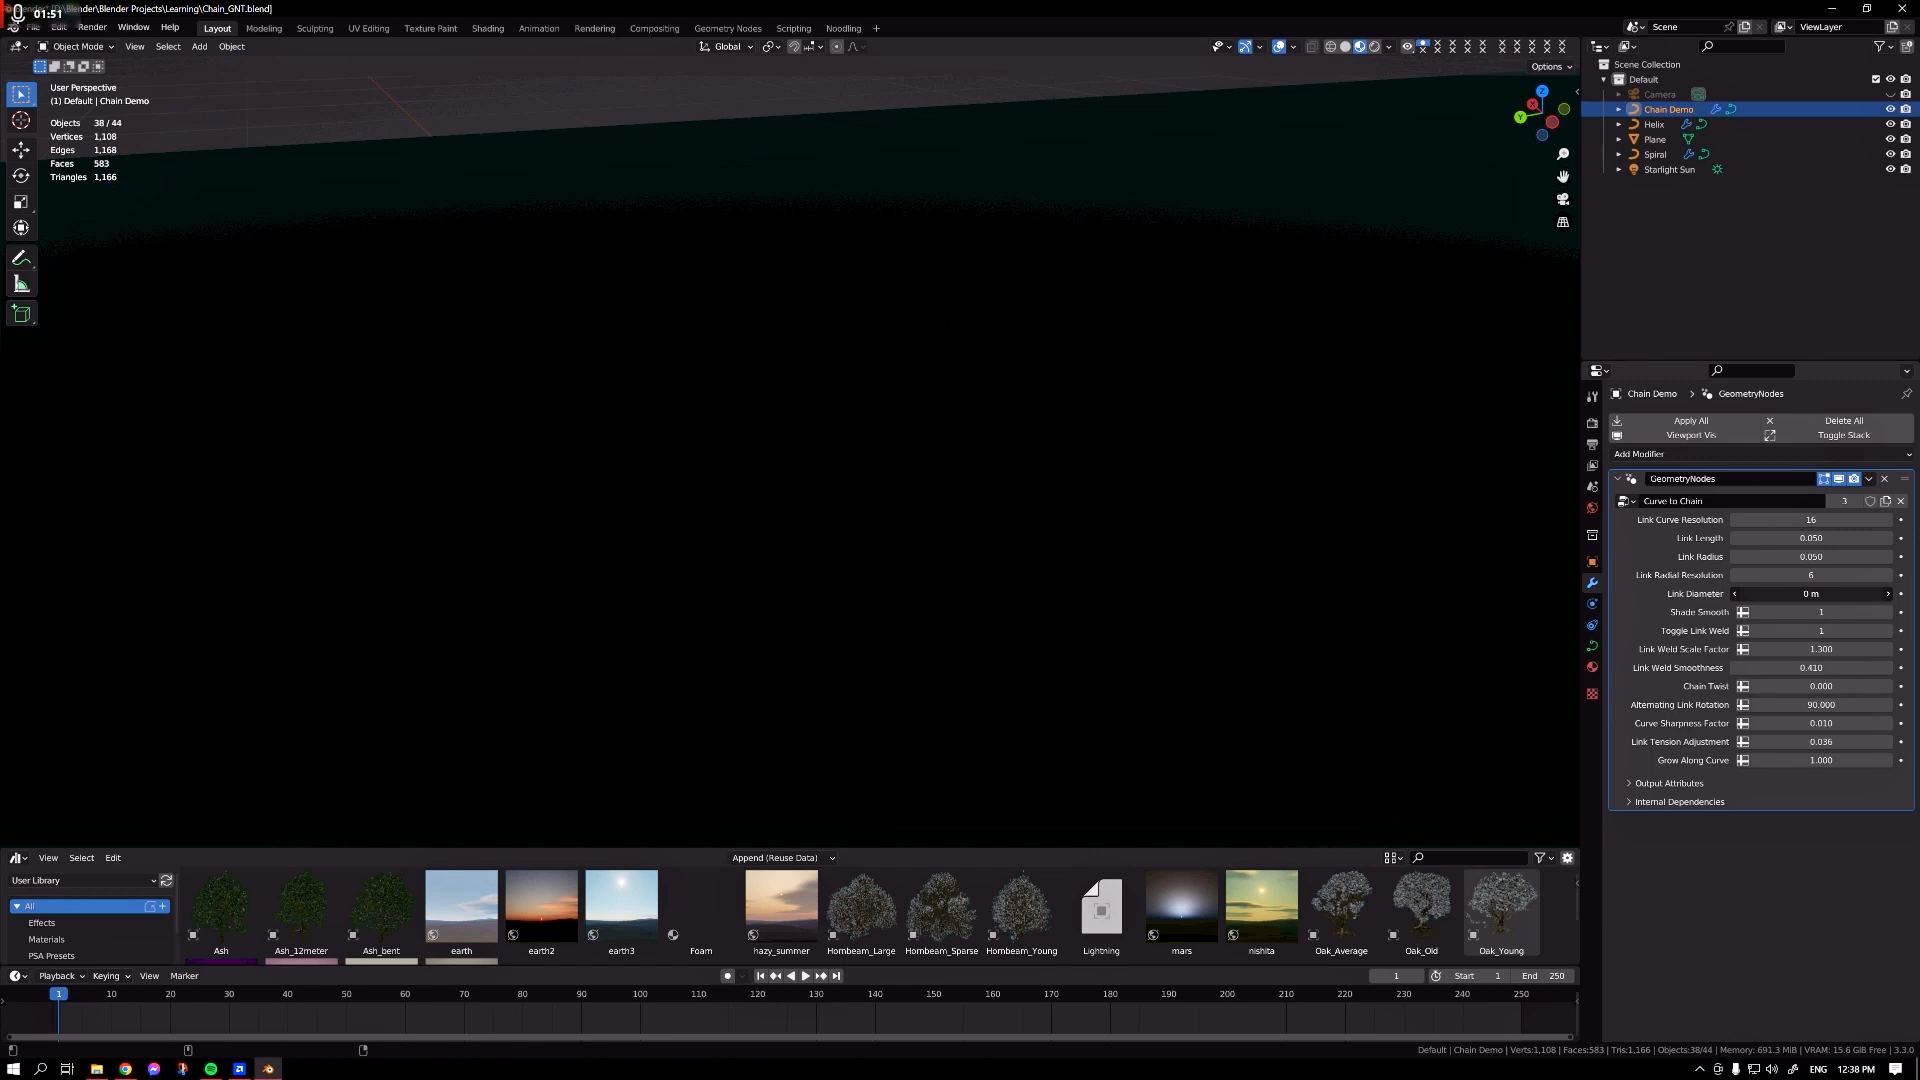 01:51
[D:\Blender\Blender Projects\Learning\Chain_GNT.blend]
File Edit Render Window Help Layout Modeling Sculpting UV Editing Texture Paint Shading Animation Rendering Compositing Geometry Nodes Scripting Noodling + Scene ViewLayer
Object Mode View Select Add Object Global
Options
User Perspective
(1) Default | Chain Demo
Objects 38 / 44
Vertices 1,108
Edges 1,168
Faces 583
Triangles 1,166
Z
X
Y
Scene Collection
Default
Camera
Chain Demo
Helix
Plane
Spiral
Starlight Sun
Chain Demo > GeometryNodes
Apply All Delete All
Viewport Vis Toggle Stack
Add Modifier
GeometryNodes
Curve to Chain 3
Link Curve Resolution 16
Link Length 0.050
Link Radius 0.050
Link Radial Resolution 6
Link Diameter 0 m
Shade Smooth 1
Toggle Link Weld 1
Link Weld Scale Factor 1.300
Link Weld Smoothness 0.410
Chain Twist 0.000
Alternating Link Rotation 90.000
Curve Sharpness Factor 0.010
Link Tension Adjustment 0.036
Grow Along Curve 1.000
Output Attributes
Internal Dependencies
View Select Edit Append (Reuse Data)
User Library
All
Effects
Materials
PSA Presets
Ash Ash_12meter Ash_bent earth earth2 earth3 Foam hazy_summer Hornbeam_Large Hornbeam_Sparse Hornbeam_Young Lightning mars nishita Oak_Average Oak_Old Oak_Young
Playback Keying View Marker 1 Start 1 End 250
1 10 20 30 40 50 60 70 80 90 100 110 120 130 140 150 160 170 180 190 200 210 220 230 240 250
Default | Chain Demo | Verts:1,108 | Faces:583 | Tris:1,166 | Objects:38/44 | Memory: 691.3 MiB | VRAM: 15.6 GiB Free | 3.3.0
ENG 12:38 PM